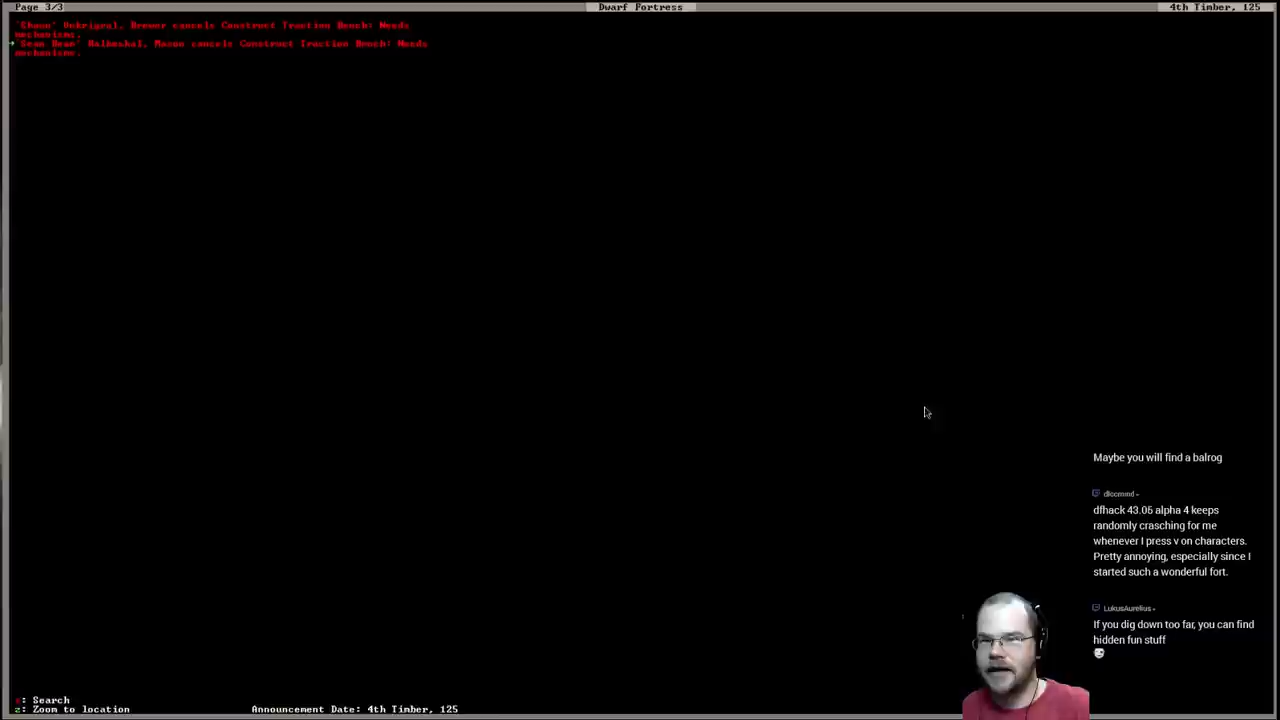 Page 3/3
Dwarf Fortress
4th Timber, 125
Brewer cancels Construct Traction Bench: Needs
mechanisms.
Mason cancels Construct Traction Bench: Needs
mechanisms.
Maybe you will find a balrog
dfhack 43.05 alpha 4 keeps
randomly crasching for me
whenever I press v on characters.
Pretty annoying, especially since I
started such a wonderful fort.
LukusAurelius
If you dig down too far, you can find
hidden fun stuff
s: Search
z: Zoom to location
Announcement Date: 4th Timber, 125